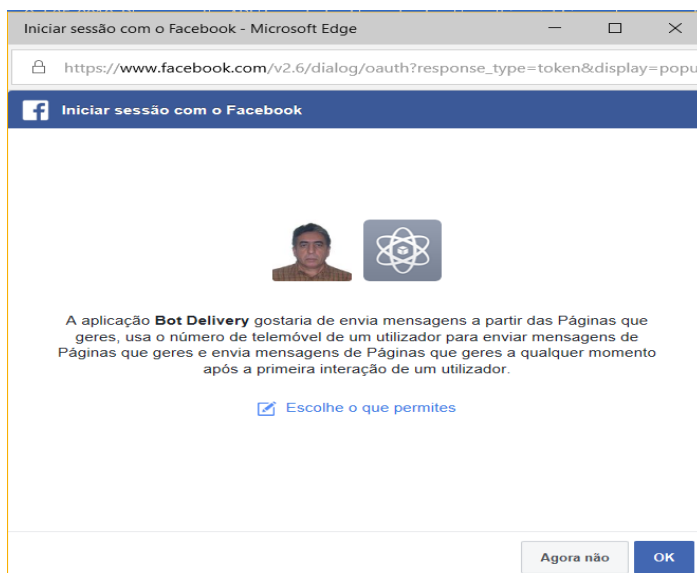 Iniciar sessão com o Facebook - Microsoft Edge
https://www.facebook.com/v2.6/dialog/oauth?response_type=token&display=popu
Iniciar sessão com o Facebook
A aplicação Bot Delivery gostaria de envia mensagens a partir das Páginas que
geres, usa o número de telemóvel de um utilizador para enviar mensagens de
Páginas que geres e envia mensagens de Páginas que geres a qualquer momento
após a primeira interação de um utilizador.
Escolhe o que permites
Agora não
OK